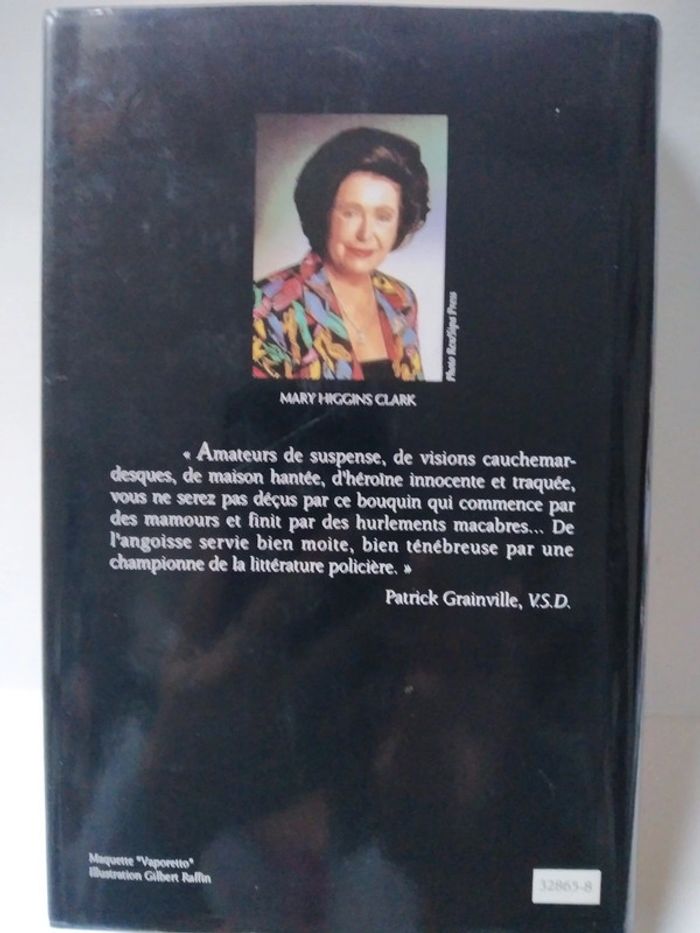 Photo Rex/Sipa Press
MARY HIGGINS CLARK
« Amateurs de suspense, de visions cauchemar-
desques, de maison hantée, d'héroïne innocente et traquée,
vous ne serez pas déçus par ce bouquin qui commence par
des mamours et finit par des hurlements macabres... De
l'angoisse servie bien moite, bien ténébreuse par une
championne de la littérature policière. »
Patrick Grainville, V.S.D.
Maquette "Vaporetto"
Illustration Gilbert Raffin
32865-8